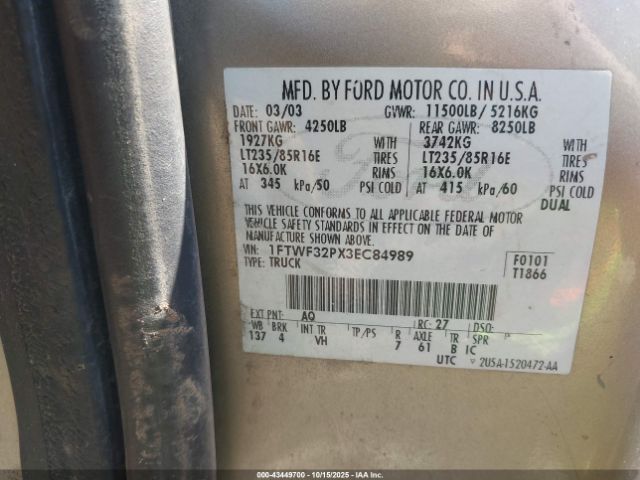 MFD. BY FORD MOTOR CO. IN U.S.A.
DATE: 03/03 GVWR: 11500LB/ 5216KG
FRONT GAWR: 4250LB REAR GAWR: 8250LB
1927KG WITH 3742KG WITH
LT235/85R16E TIRES LT235/85R16E TIRES
16X6.0K RIMS 16X6.0K RIMS
AT 345 kPa/50 PSI COLD AT 415 kPa/60 PSI COLD
DUAL
THIS VEHICLE CONFORMS TO ALL APPLICABLE FEDERAL MOTOR
VEHICLE SAFETY STANDARDS IN EFFECT ON THE DATE OF
MANUFACTURE SHOWN ABOVE.
VIN: 1FTWF32PX3EC84989 F0101
TYPE: TRUCK T1866
EXT PNT: AQ RC: 27 DSO:
WB BRK INT TR TP/PS R AXLE TR SPR
137 4 VH 7 61 B IC
UTC 2U5A-1520472-AA
Ford
000-43449700 - 10/15/2025 - IAAI, Inc.